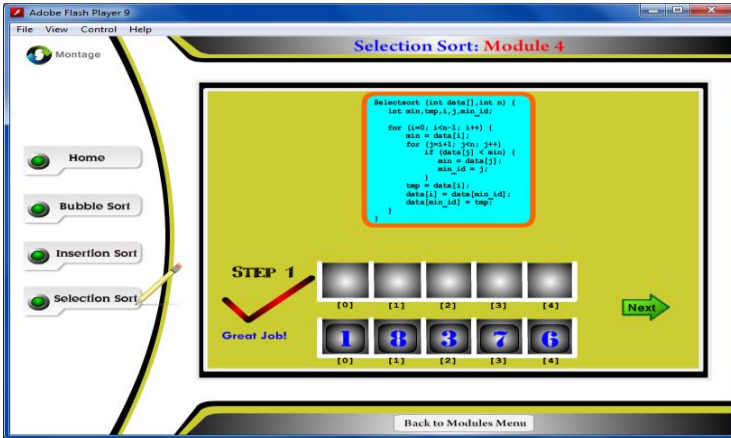 Adobe Flash Player 9
File View Control Help
Montage
Selection Sort: Module 4
Home
Bubble Sort
Insertion Sort
Selection Sort
Selectsort (int data[],int n) {
int min,tmp,i,j,min_id;
for (i=0; i<n-1; i++) {
min = data[i];
for (j=i+1; j<n; j++)
if (data[j] < min) {
min = data[j];
min_id = j;
}
tmp = data[i];
data[i] = data[min_id];
data[min_id] = tmp;
}
}
STEP 1
[0] [1] [2] [3] [4]
Great Job!
1 8 3 7 6
[0] [1] [2] [3] [4]
Next
Back to Modules Menu